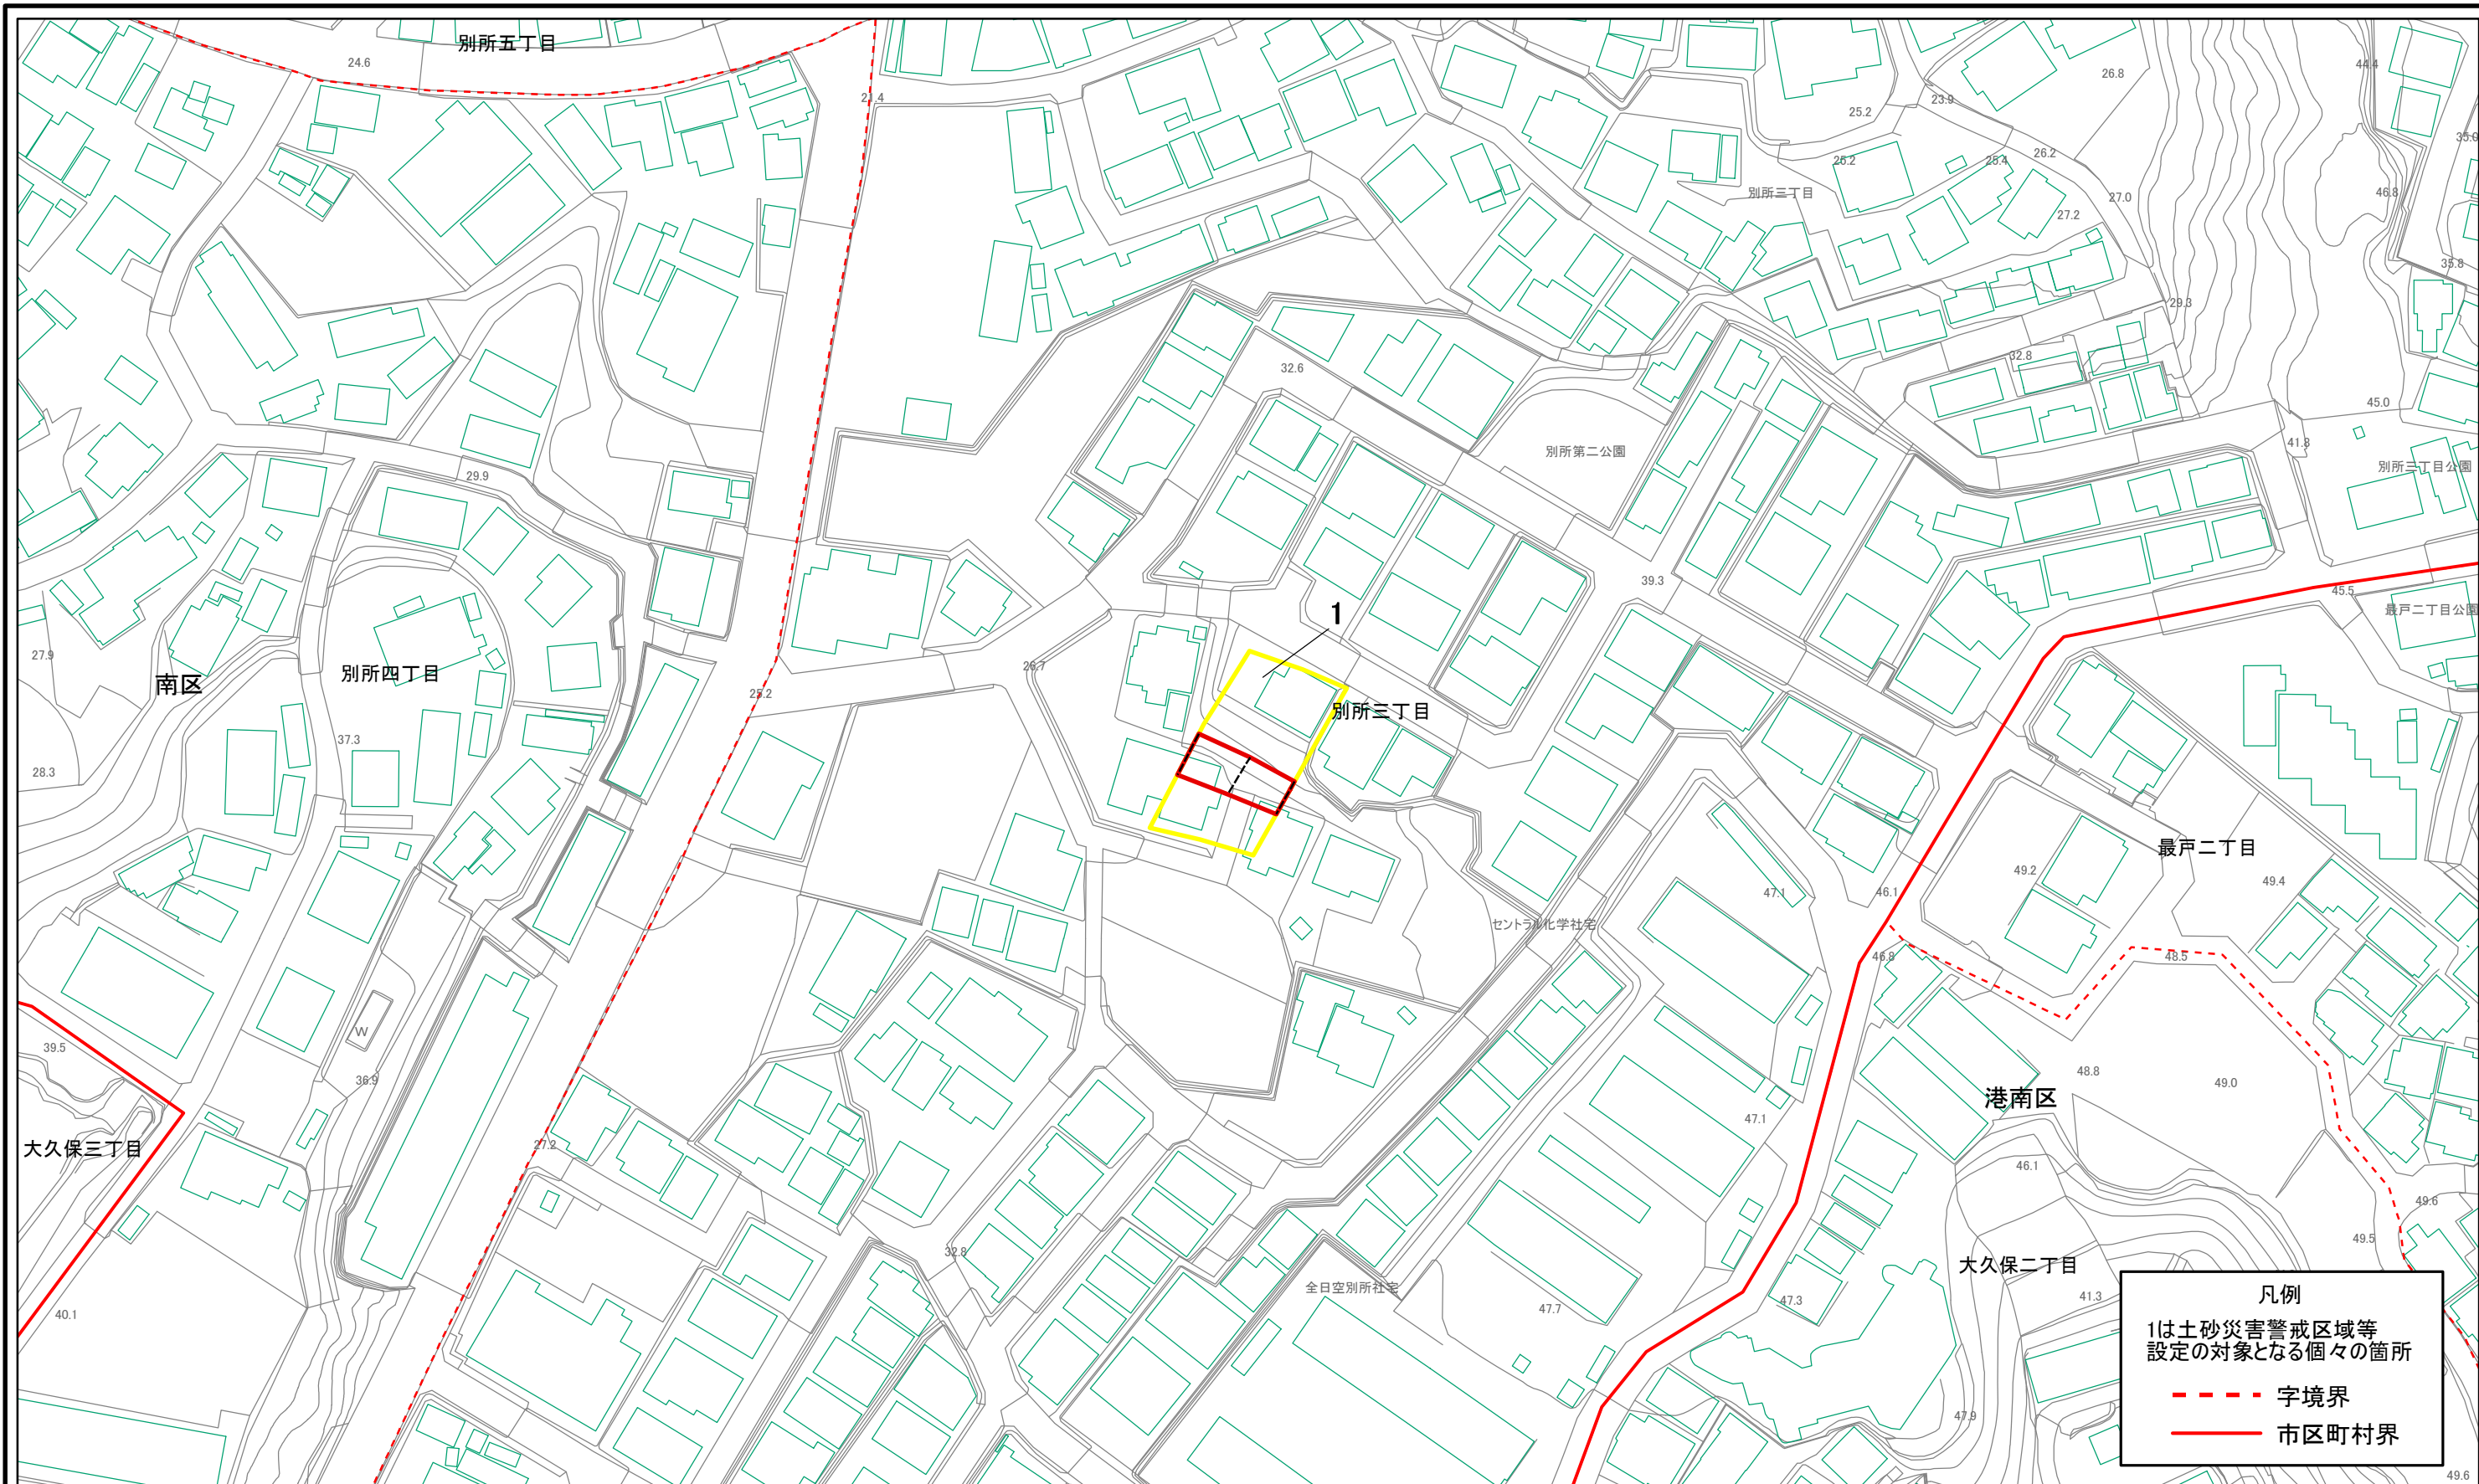 別所五丁目
24.6
21.4
44.4
26.8
23.9
25.2
35.0
26.2
25.2
25.4
別所三丁目
46.8
27.0
27.2
35.8
29.3
32.6
32.8
45.0
別所第二公園
41.8
別所三丁目公園
29.9
39.3
45.5
最戸二丁目公園
1
27.9
南区
別所四丁目
28.7
25.2
別所三丁目
37.3
28.3
最戸二丁目
49.2
49.4
47.1
46.1
セントラル化学社宅
46.8
48.5
W
39.5
36.9
48.8
49.0
港南区
47.1
大久保三丁目
27.2
46.1
49.6
49.5
32.8
大久保二丁目
全日空別所社宅
47.7
47.3
41.3
40.1
凡例
1は土砂災害警戒区域等
設定の対象となる個々の箇所
字境界
市区町村界
47.9
49.6